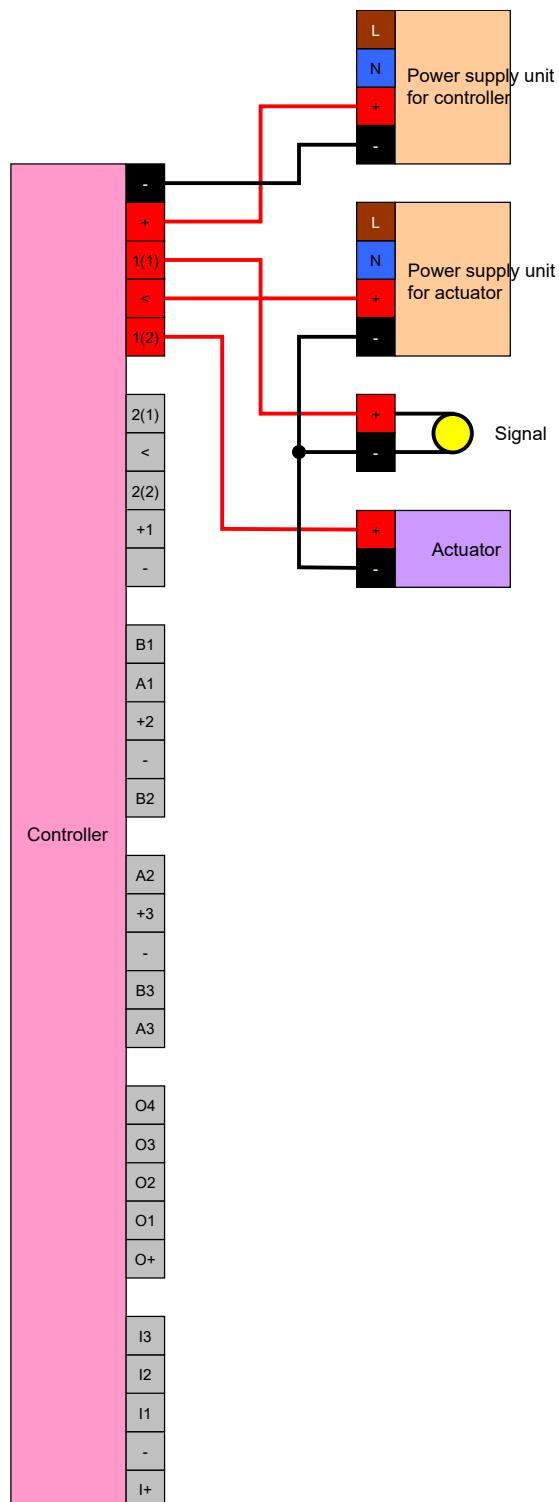 L
N
+
-
Power supply unit
for controller
-
+
1(1)
<
1(2)
L
N
+
-
Power supply unit
for actuator
+
-
Signal
+
-
Actuator
2(1)
<
2(2)
+1
-
B1
A1
+2
-
B2
Controller
A2
+3
-
B3
A3
O4
O3
O2
O1
O+
I3
I2
I1
-
I+